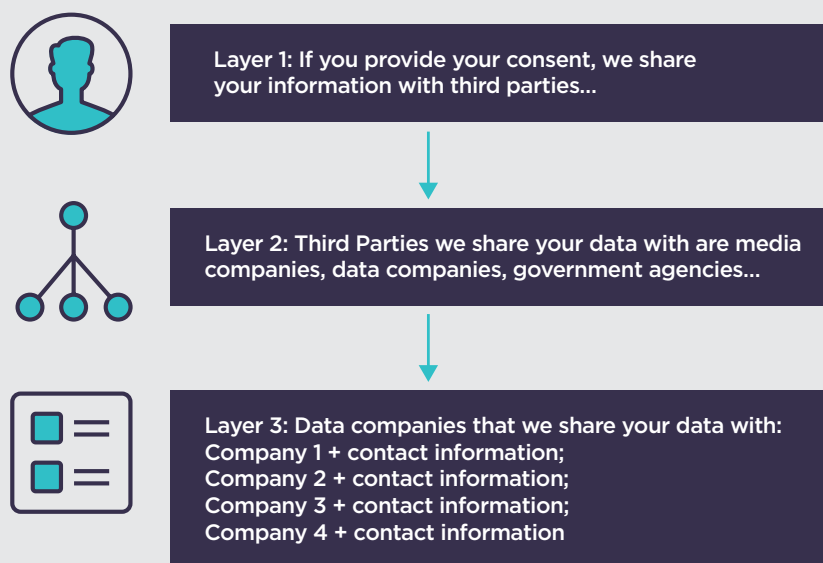 Layer 1: If you provide your consent, we share
your information with third parties...
Layer 2: Third Parties we share your data with are media
companies, data companies, government agencies...
Layer 3: Data companies that we share your data with:
Company 1 + contact information;
Company 2 + contact information;
Company 3 + contact information;
Company 4 + contact information